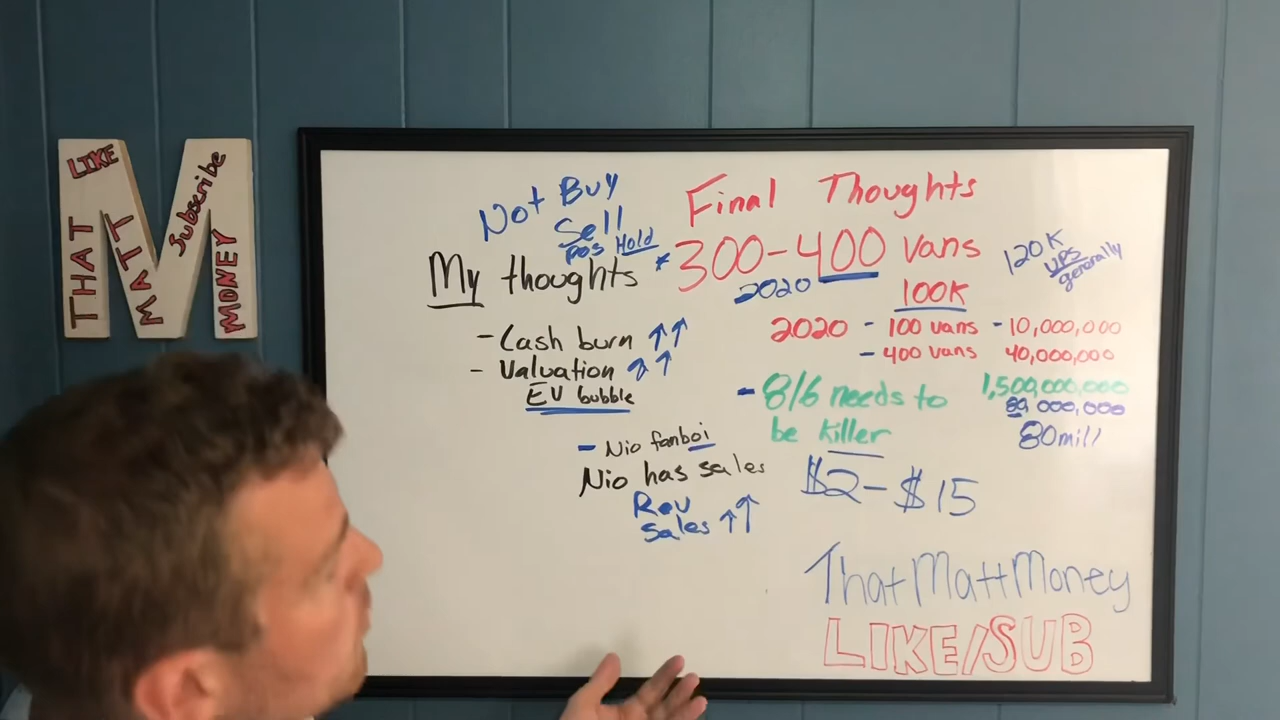 LIKE
THAT
MATT
Subscribe
MONEY
Not Buy
Sell
pos Hold
My thoughts
- Cash burn ↑↑
- Valuation ↑↑
EV bubble
- Nio fanboi
Nio has sales
Rev
Sales ↑↑
Final Thoughts
* 300-400 vans
2020
120K
UPS
generally
100K
2020 - 100 vans - 10,000,000
- 400 vans 40,000,000
- 8/6 needs to
be killer
1,500,000,000
80,000,000
80mill
$2 - $15
ThatMattMoney
LIKE/SUB